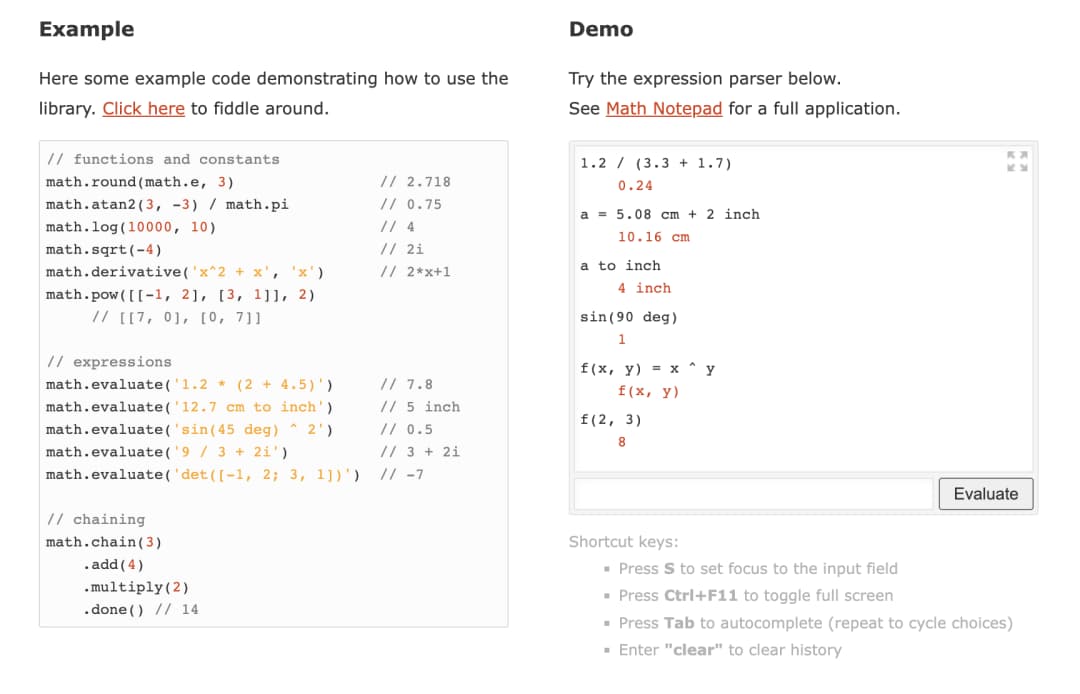 Example
Here some example code demonstrating how to use the
library. Click here to fiddle around.
// functions and constants
math.round(math.e, 3) // 2.718
math.atan2(3, -3) / math.pi // 0.75
math.log(10000, 10) // 4
math.sqrt(-4) // 2i
math.derivative('x^2 + x', 'x') // 2*x+1
math.pow([[-1, 2], [3, 1]], 2)
// [[7, 0], [0, 7]]
// expressions
math.evaluate('1.2 * (2 + 4.5)') // 7.8
math.evaluate('12.7 cm to inch') // 5 inch
math.evaluate('sin(45 deg) ^ 2') // 0.5
math.evaluate('9 / 3 + 2i') // 3 + 2i
math.evaluate('det([-1, 2; 3, 1])') // -7
// chaining
math.chain(3)
.add(4)
.multiply(2)
.done() // 14
Demo
Try the expression parser below.
See Math Notepad for a full application.
1.2 / (3.3 + 1.7)
0.24
a = 5.08 cm + 2 inch
10.16 cm
a to inch
4 inch
sin(90 deg)
1
f(x, y) = x ^ y
f(x, y)
f(2, 3)
8
Evaluate
Shortcut keys:
▪ Press S to set focus to the input field
▪ Press Ctrl+F11 to toggle full screen
▪ Press Tab to autocomplete (repeat to cycle choices)
▪ Enter "clear" to clear history